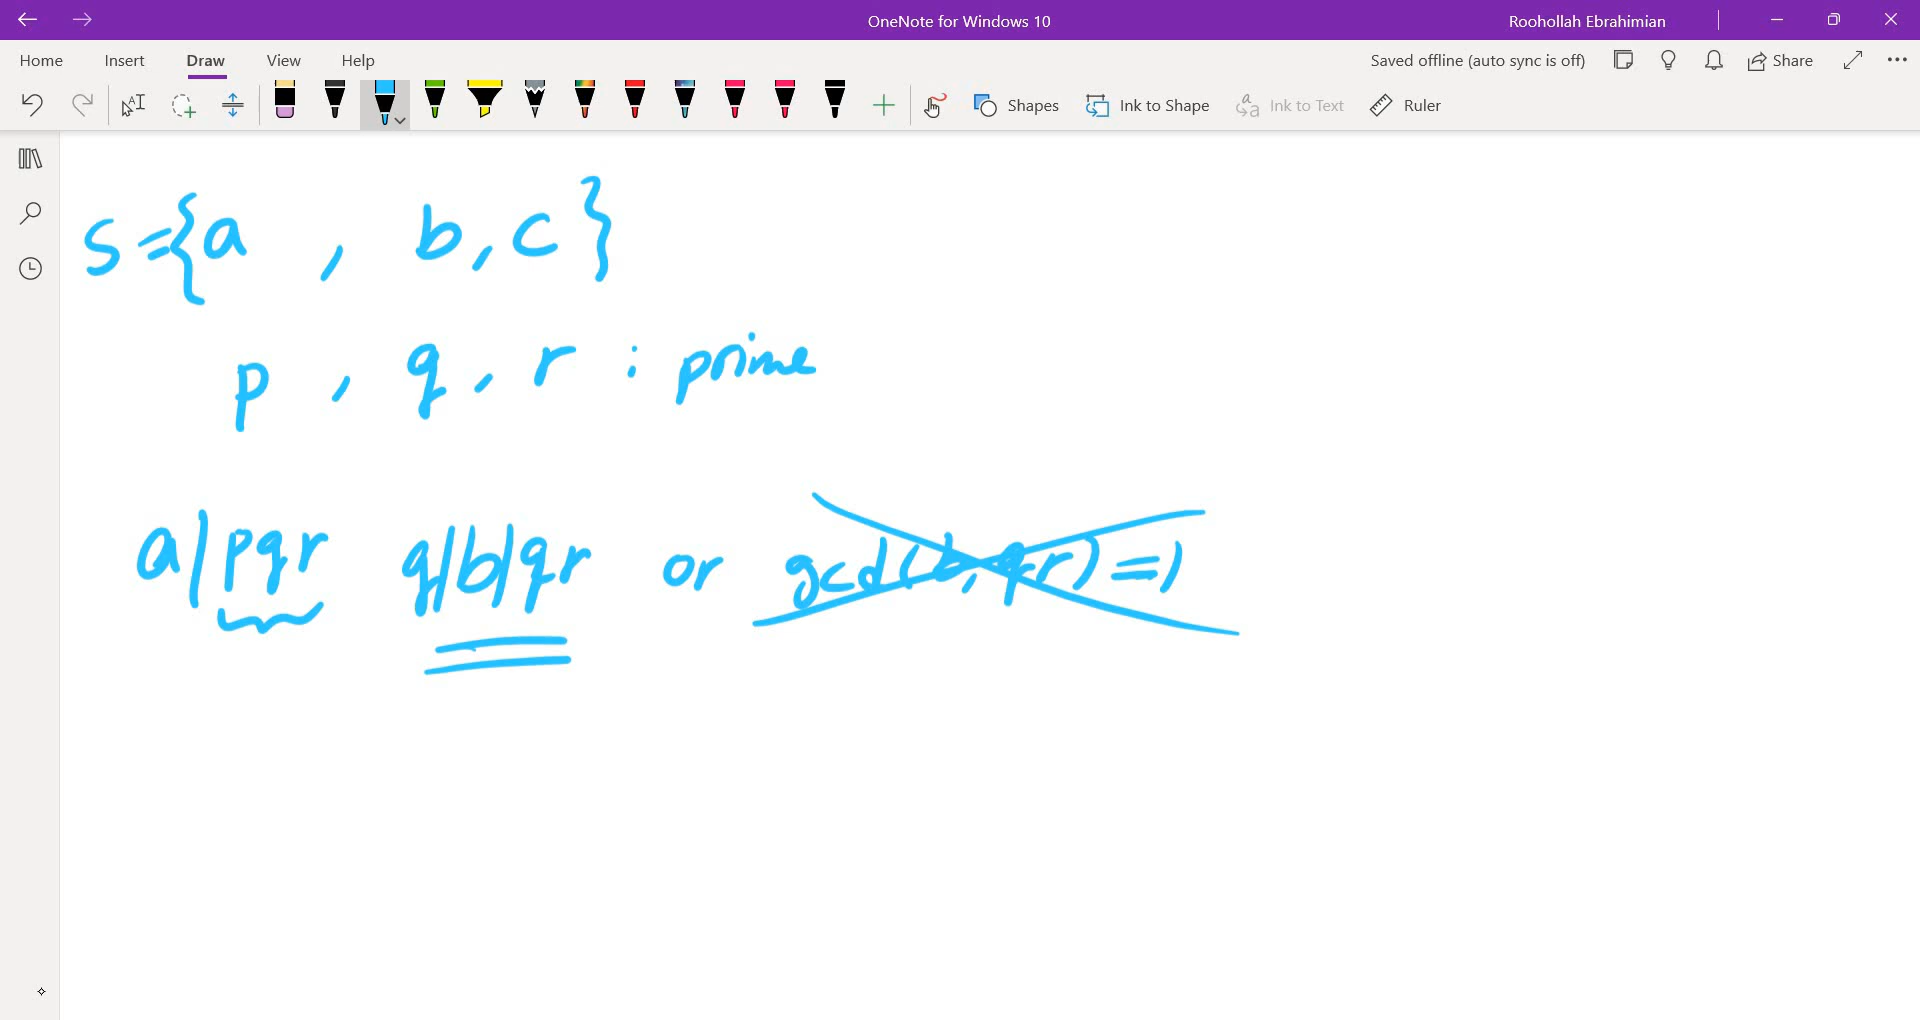 OneNote for Windows 10 Roohollah Ebrahimian
Home Insert Draw View Help Saved offline (auto sync is off) Share
Shapes Ink to Shape Ink to Text Ruler
s={a , b, c}
p , q, r : prime
a|pqr q|b|qr or gcd(b, qr)=1